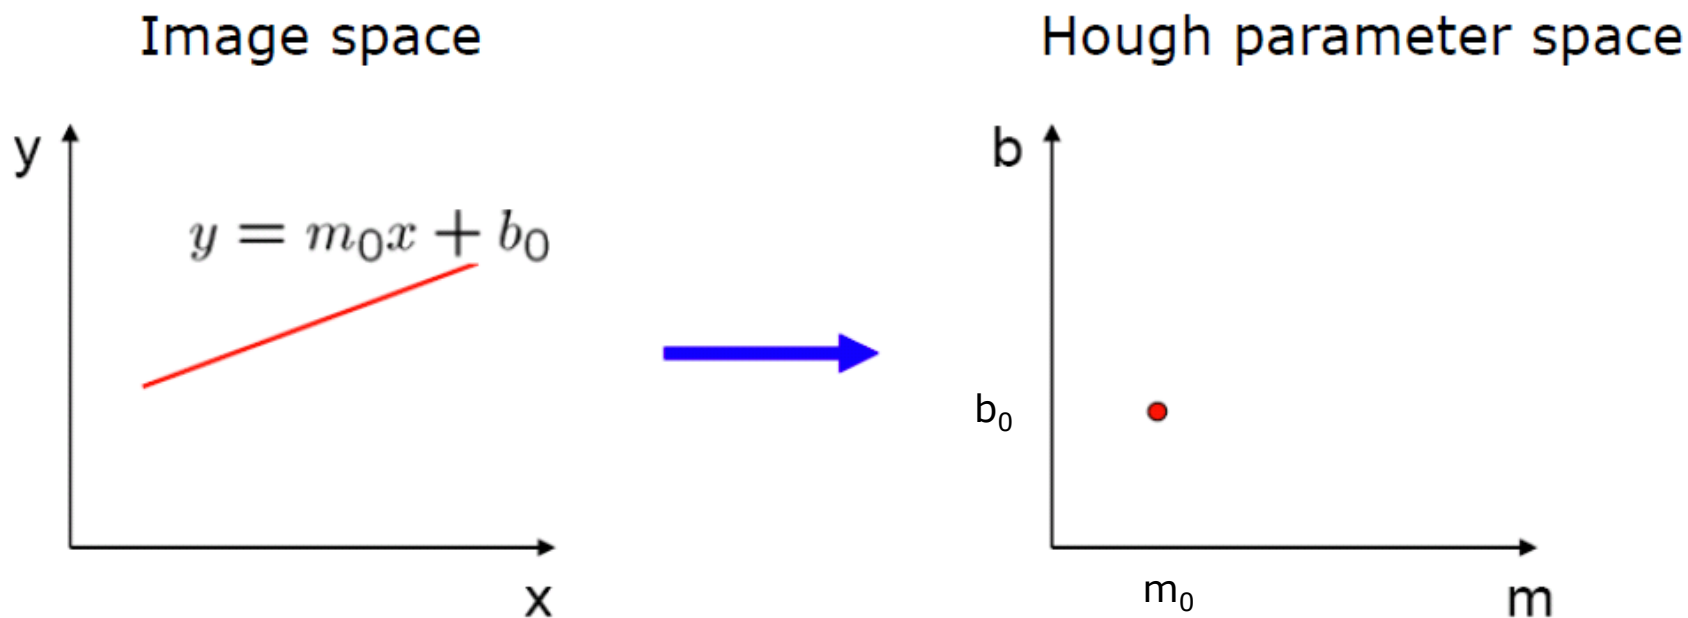 Image space
Hough parameter space
y
y = m₀x + b₀
x
b
b₀
m₀
m